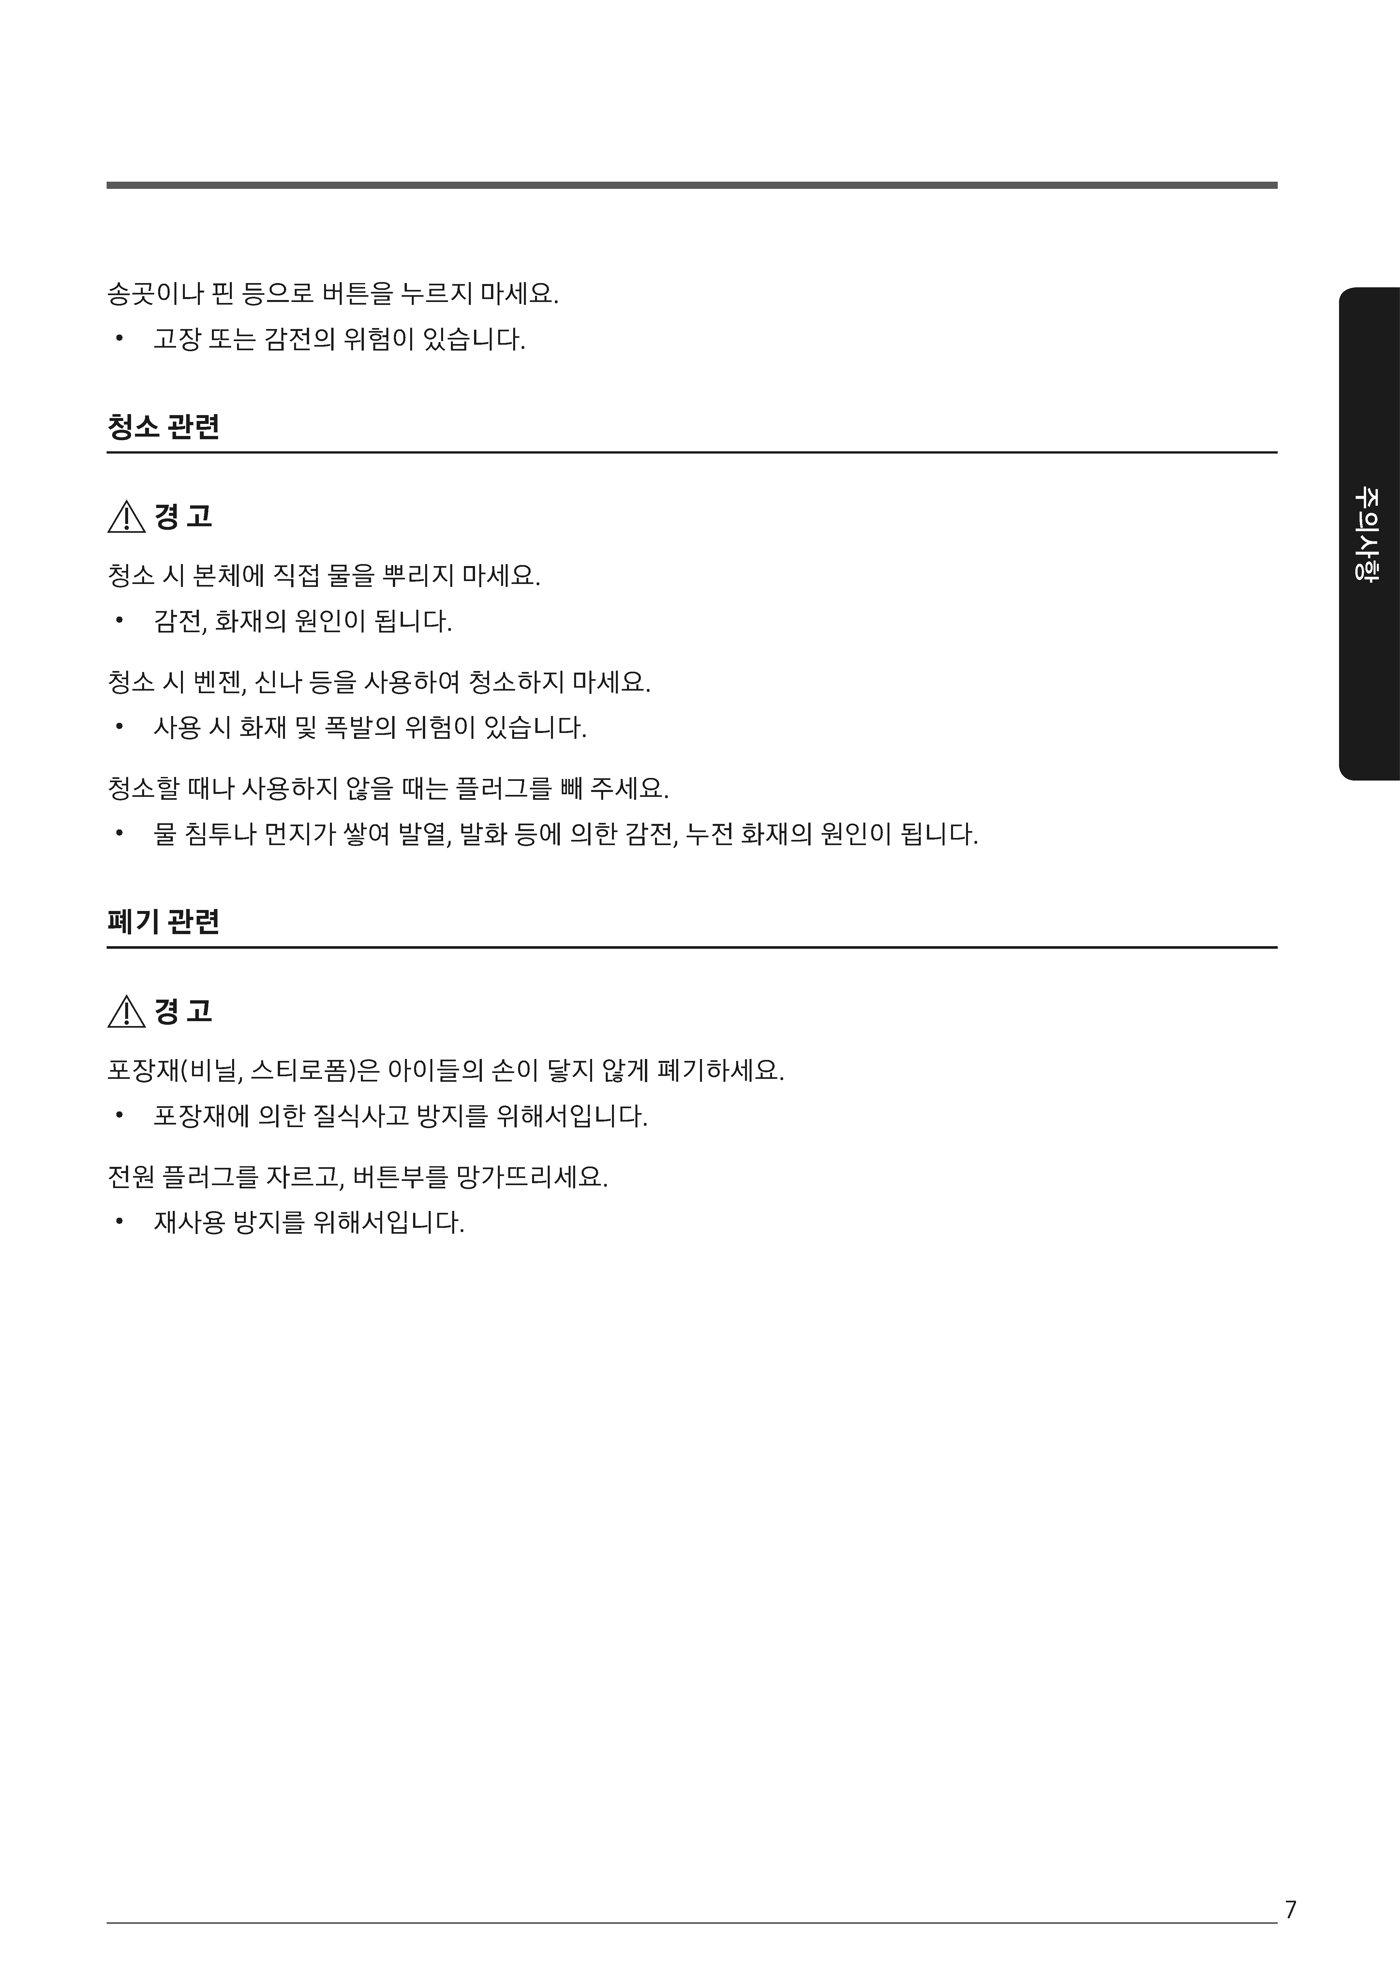 송곳이나 핀 등으로 버튼을 누르지 마세요.
• 고장 또는 감전의 위험이 있습니다.
청소 관련
경 고
청소 시 본체에 직접 물을 뿌리지 마세요.
• 감전, 화재의 원인이 됩니다.
청소 시 벤젠, 신나 등을 사용하여 청소하지 마세요.
• 사용 시 화재 및 폭발의 위험이 있습니다.
청소할 때나 사용하지 않을 때는 플러그를 빼 주세요.
• 물 침투나 먼지가 쌓여 발열, 발화 등에 의한 감전, 누전 화재의 원인이 됩니다.
폐기 관련
경 고
포장재(비닐, 스티로폼)은 아이들의 손이 닿지 않게 폐기하세요.
• 포장재에 의한 질식사고 방지를 위해서입니다.
전원 플러그를 자르고, 버튼부를 망가뜨리세요.
• 재사용 방지를 위해서입니다.
주의사항
7